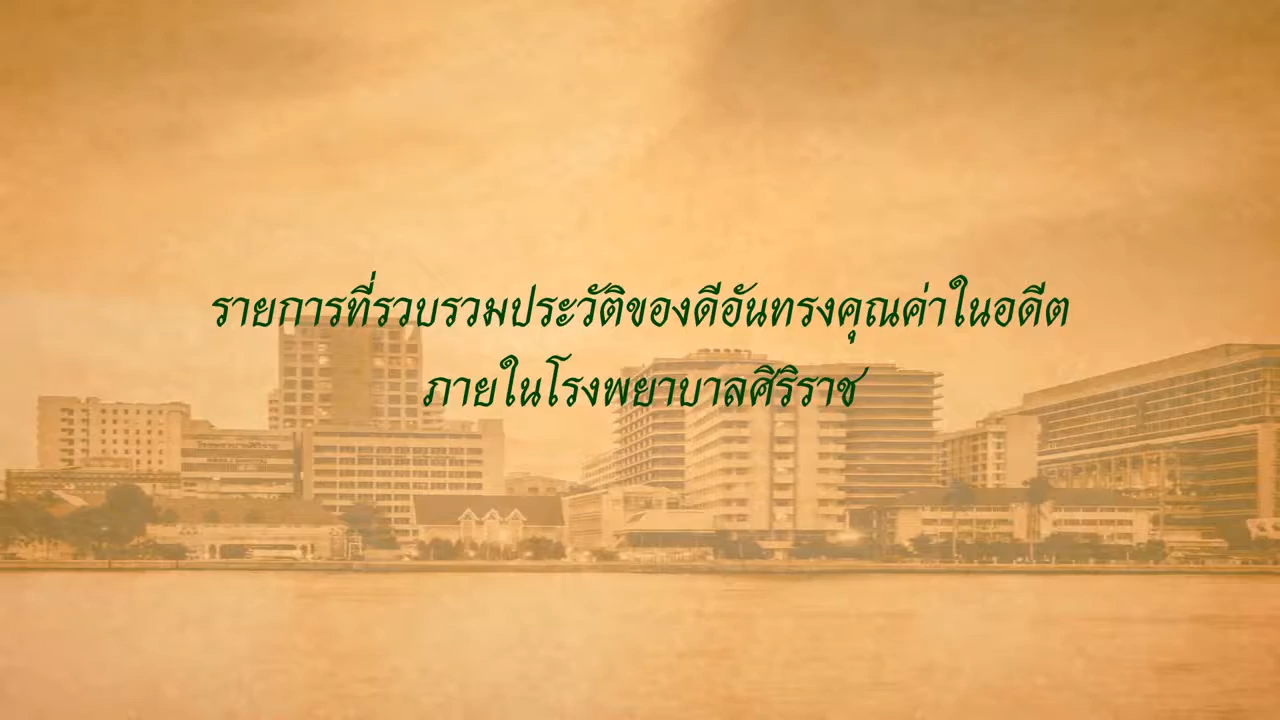 รายการที่รวบรวมประวัติของดีอันทรงคุณค่าในอดีต
ภายในโรงพยาบาลศิริราช